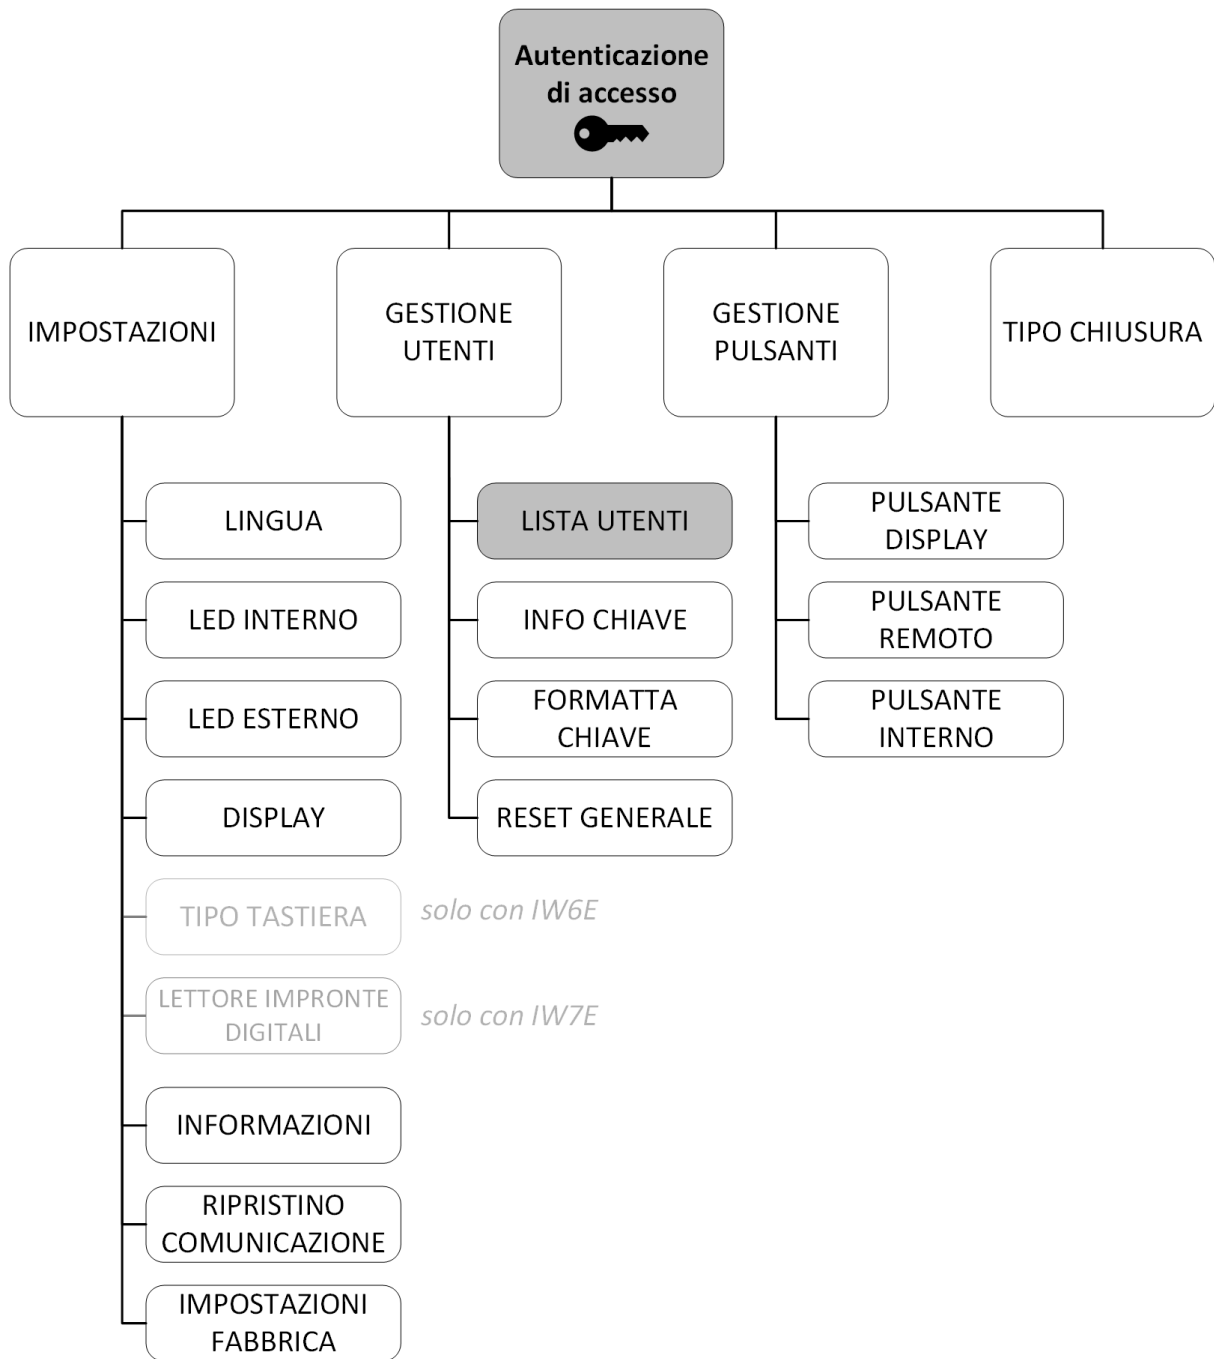 Autenticazione
di accesso
IMPOSTAZIONI
GESTIONE
UTENTI
GESTIONE
PULSANTI
TIPO CHIUSURA
LINGUA
LED INTERNO
LED ESTERNO
DISPLAY
TIPO TASTIERA
solo con IW6E
LETTORE IMPRONTE
DIGITALI
solo con IW7E
INFORMAZIONI
RIPRISTINO
COMUNICAZIONE
IMPOSTAZIONI
FABBRICA
LISTA UTENTI
INFO CHIAVE
FORMATTA
CHIAVE
RESET GENERALE
PULSANTE
DISPLAY
PULSANTE
REMOTO
PULSANTE
INTERNO